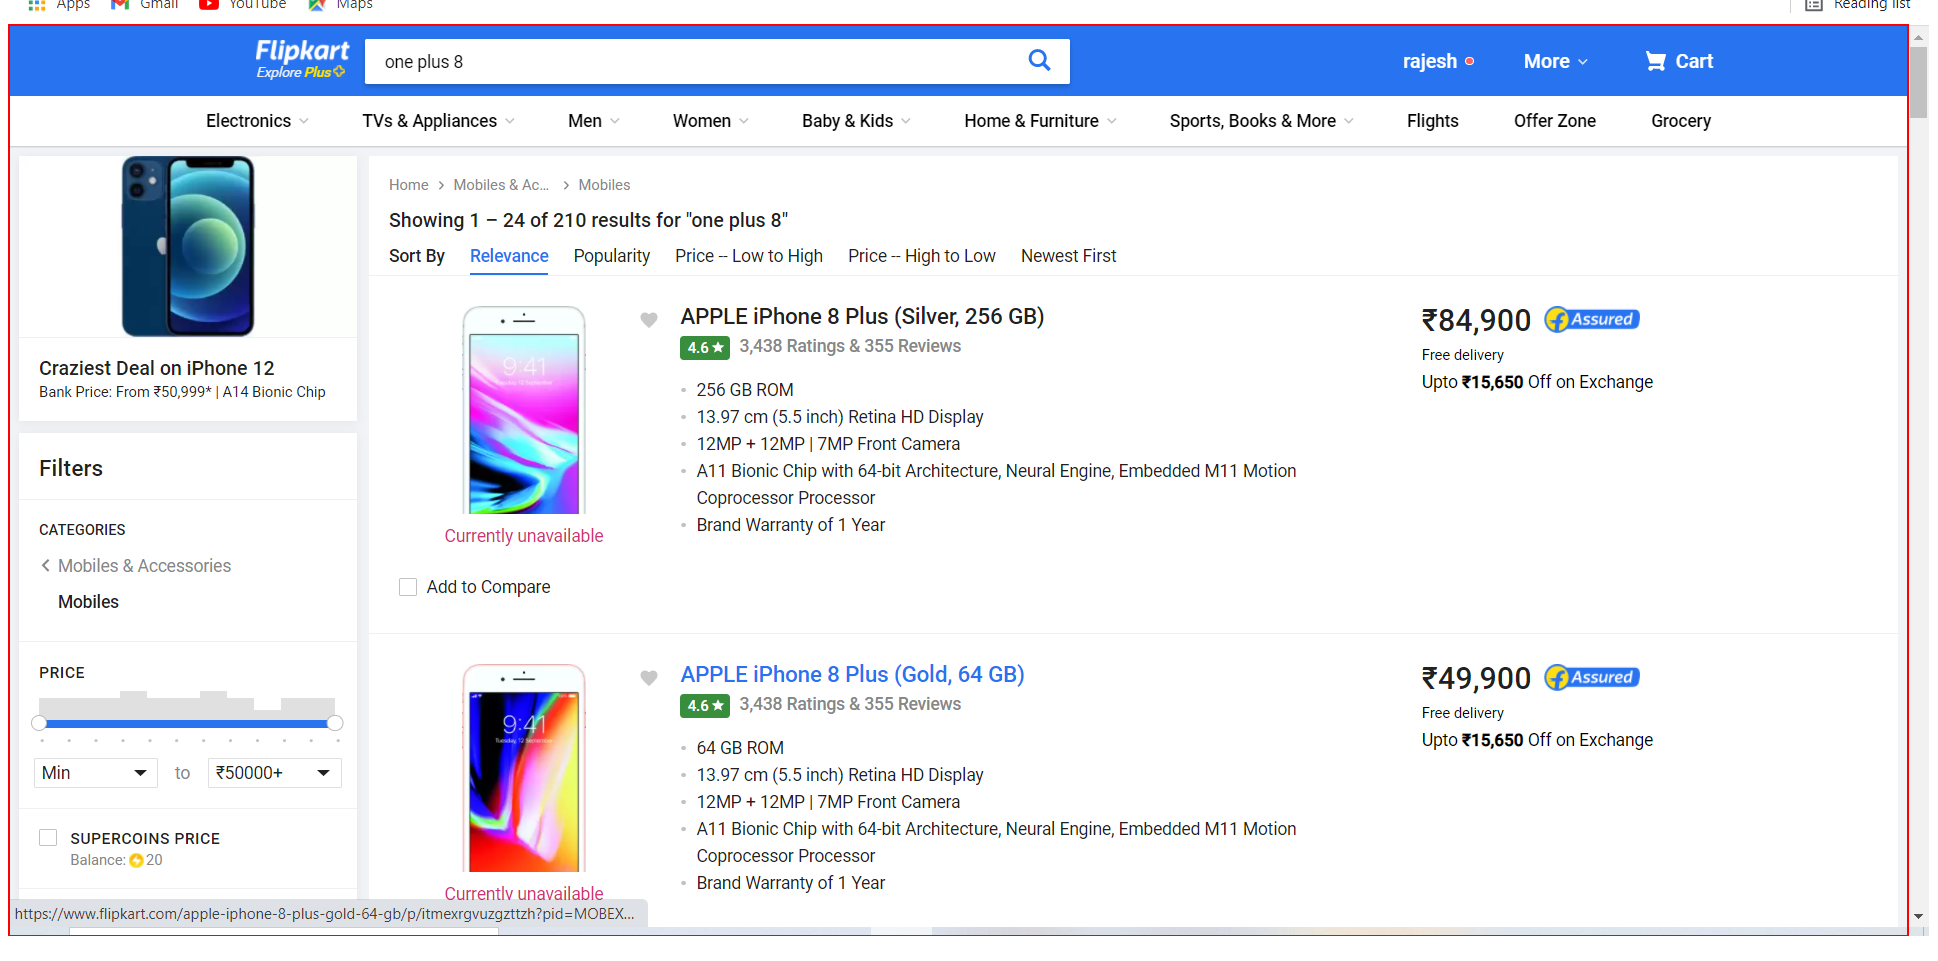 Apps Gmail YouTube Maps Reading list
Flipkart
Explore Plus
one plus 8
rajesh More Cart
Electronics TVs & Appliances Men Women Baby & Kids Home & Furniture Sports, Books & More Flights Offer Zone Grocery
Craziest Deal on iPhone 12
Bank Price: From ₹50,999* | A14 Bionic Chip
Filters
CATEGORIES
Mobiles & Accessories
Mobiles
PRICE
Min to ₹50000+
SUPERCOINS PRICE
Balance: 20
Home Mobiles & Ac... Mobiles
Showing 1 – 24 of 210 results for "one plus 8"
Sort By Relevance Popularity Price -- Low to High Price -- High to Low Newest First
9:41
Currently unavailable
Add to Compare
APPLE iPhone 8 Plus (Silver, 256 GB)
4.6 3,438 Ratings & 355 Reviews
256 GB ROM
13.97 cm (5.5 inch) Retina HD Display
12MP + 12MP | 7MP Front Camera
A11 Bionic Chip with 64-bit Architecture, Neural Engine, Embedded M11 Motion
Coprocessor Processor
Brand Warranty of 1 Year
₹84,900 Assured
Free delivery
Upto ₹15,650 Off on Exchange
9:41
Tuesday, 12 September
Currently unavailable
APPLE iPhone 8 Plus (Gold, 64 GB)
4.6 3,438 Ratings & 355 Reviews
64 GB ROM
13.97 cm (5.5 inch) Retina HD Display
12MP + 12MP | 7MP Front Camera
A11 Bionic Chip with 64-bit Architecture, Neural Engine, Embedded M11 Motion
Coprocessor Processor
Brand Warranty of 1 Year
₹49,900 Assured
Free delivery
Upto ₹15,650 Off on Exchange
https://www.flipkart.com/apple-iphone-8-plus-gold-64-gb/p/itmexrgvuzgzttzh?pid=MOBEX...